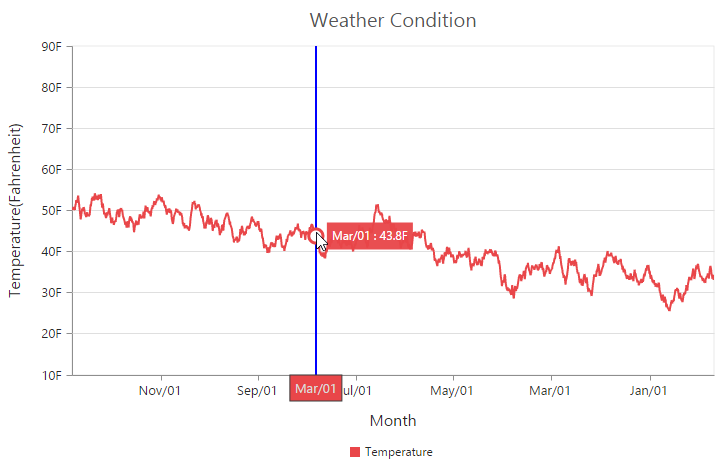 Weather Condition
90F
80F
70F
60F
50F
40F
30F
20F
10F
Temperature(Fahrenheit)
Mar/01 : 43.8F
Nov/01 Sep/01 Mar/01 ul/01 May/01 Mar/01 Jan/01
Month
Temperature